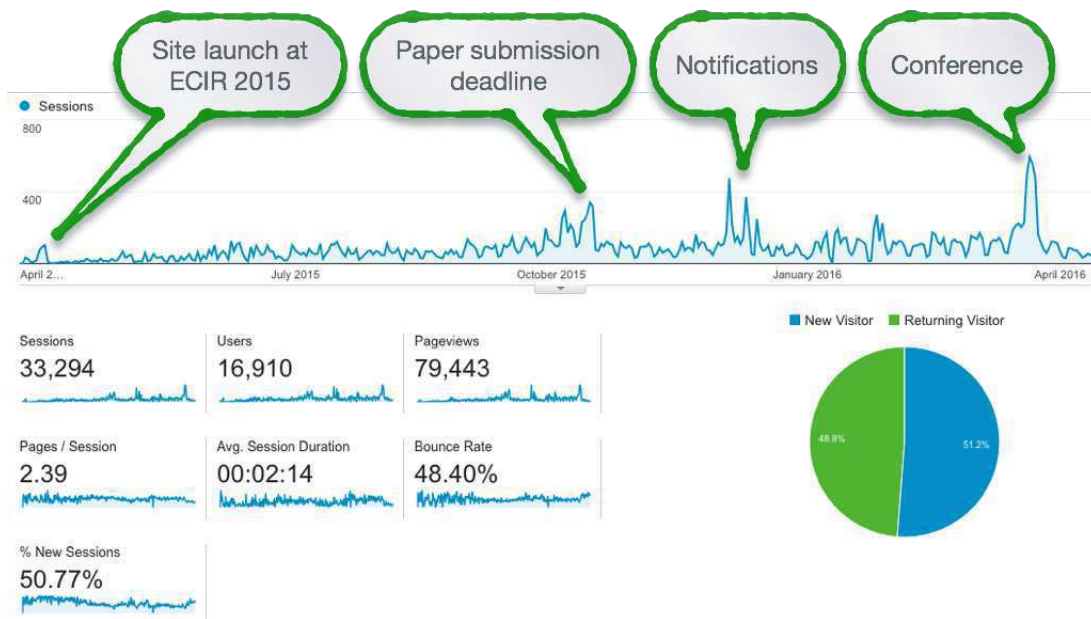 Site launch at
ECIR 2015
Paper submission
deadline
Notifications
Conference
Sessions
800
400
April 2...
July 2015
October 2015
January 2016
April 2016
New Visitor
Returning Visitor
Sessions
33,294
Users
16,910
Pageviews
79,443
48.8%
51.2%
Pages / Session
2.39
Avg. Session Duration
00:02:14
Bounce Rate
48.40%
% New Sessions
50.77%